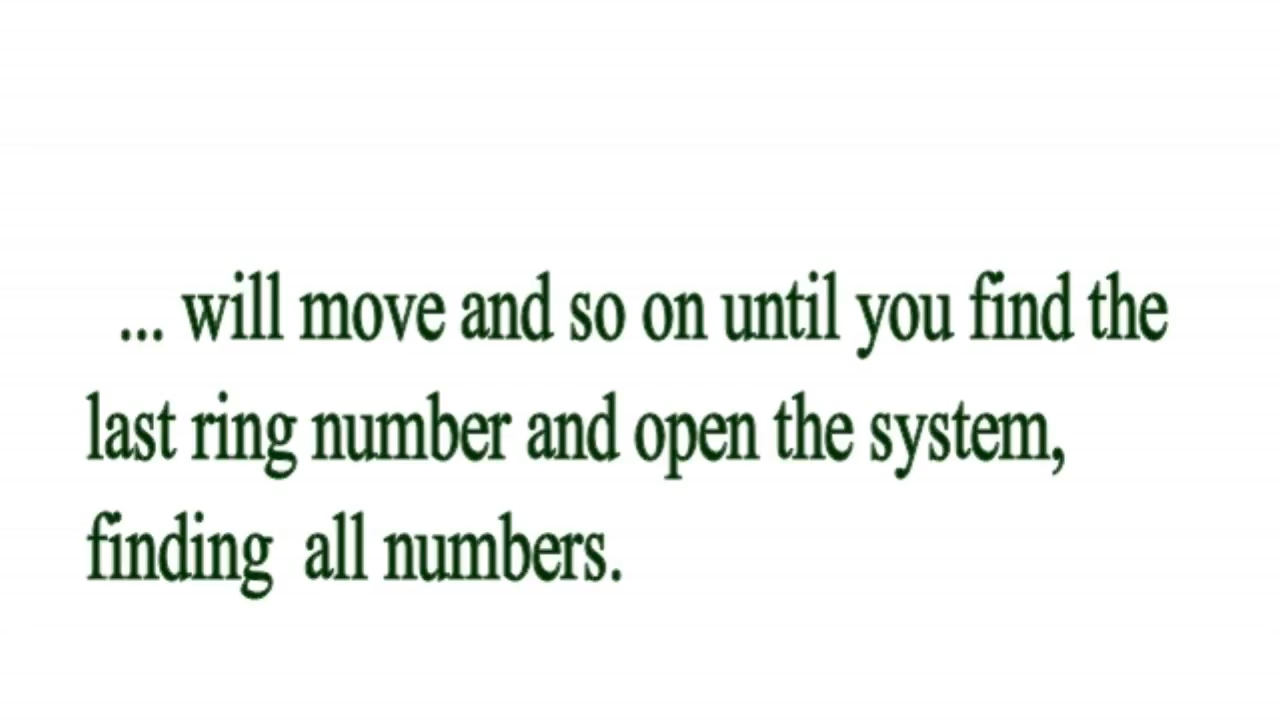 ... will move and so on until you find the
last ring number and open the system,
finding  all numbers.